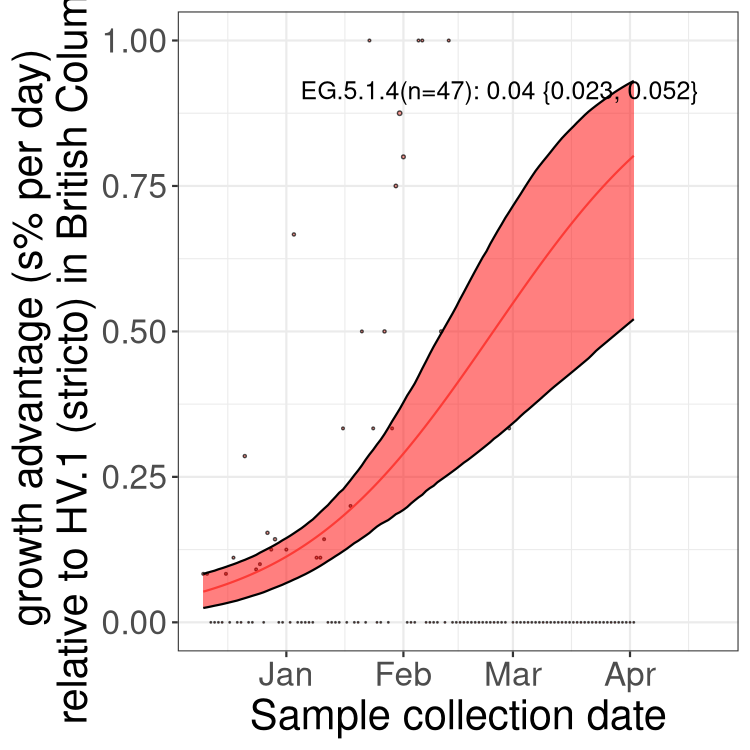 growth advantage (s% per day)
relative to HV.1 (stricto) in British Colum
1.00
0.75
0.50
0.25
0.00
EG.5.1.4(n=47): 0.04 {0.023, 0.052}
Jan Feb Mar Apr
Sample collection date